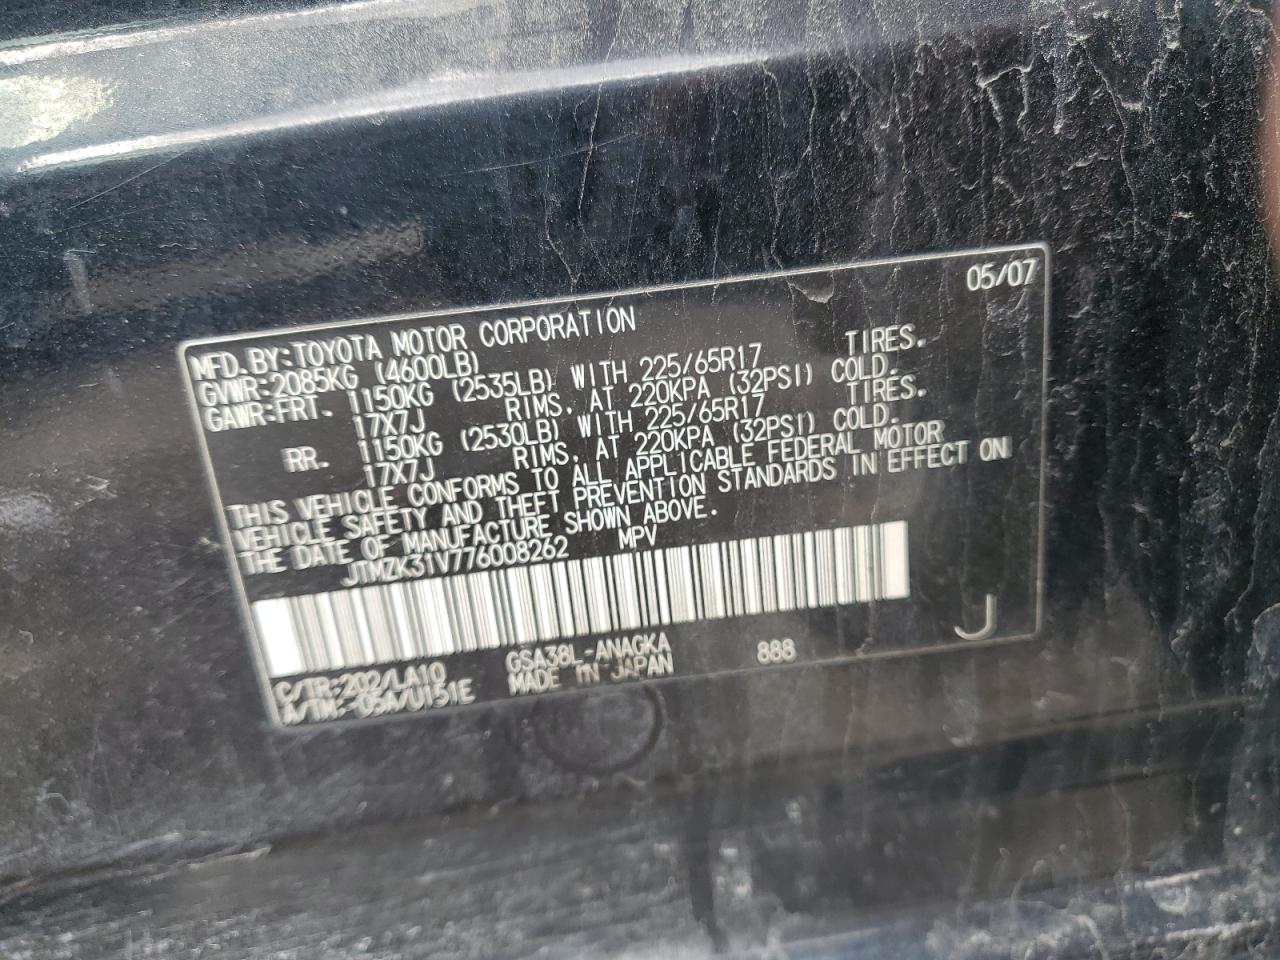 05/07
MFD.BY:TOYOTA MOTOR CORPORATION
GVWR:2085KG (4600LB)
GAWR:FRT. 1150KG (2535LB) WITH 225/65R17 TIRES.
17X7J RIMS, AT 220KPA (32PSI) COLD.
RR. 1150KG (2530LB) WITH 225/65R17 TIRES.
17X7J RIMS, AT 220KPA (32PSI) COLD.
THIS VEHICLE CONFORMS TO ALL APPLICABLE FEDERAL MOTOR
VEHICLE SAFETY AND THEFT PREVENTION STANDARDS IN EFFECT ON
THE DATE OF MANUFACTURE SHOWN ABOVE.
JTMZK31V776008262 MPV
C/TR:202/LA10 GSA38L-ANAGKA 888 J
A/TM:-05A/U151E MADE IN JAPAN